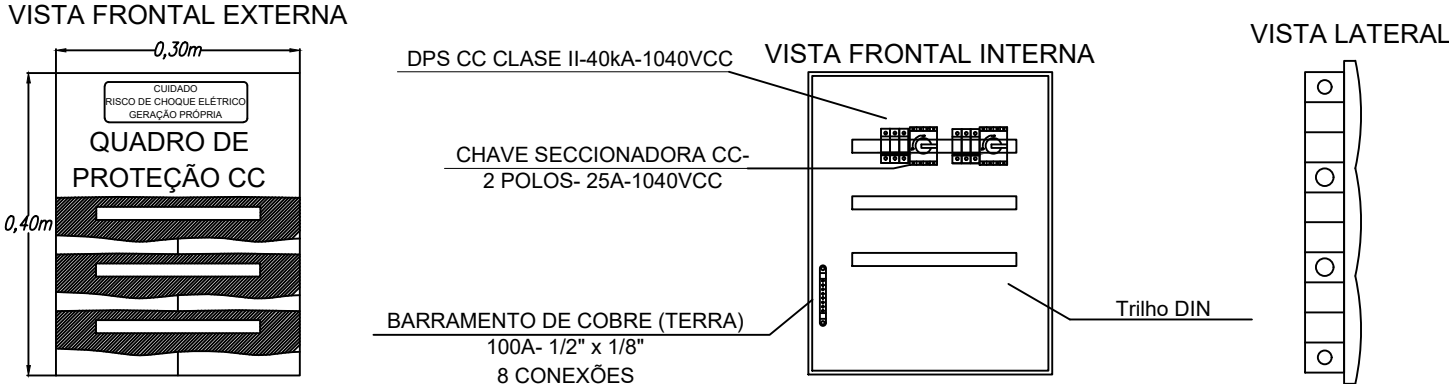 VISTA FRONTAL EXTERNA
0,30m
CUIDADO
RISCO DE CHOQUE ELÉTRICO
GERAÇÃO PRÓPRIA
QUADRO DE
PROTEÇÃO CC
0,40m
VISTA FRONTAL INTERNA
DPS CC CLASE II-40kA-1040VCC
CHAVE SECCIONADORA CC-
2 POLOS- 25A-1040VCC
BARRAMENTO DE COBRE (TERRA)
100A- 1/2" x 1/8"
8 CONEXÕES
Trilho DIN
VISTA LATERAL